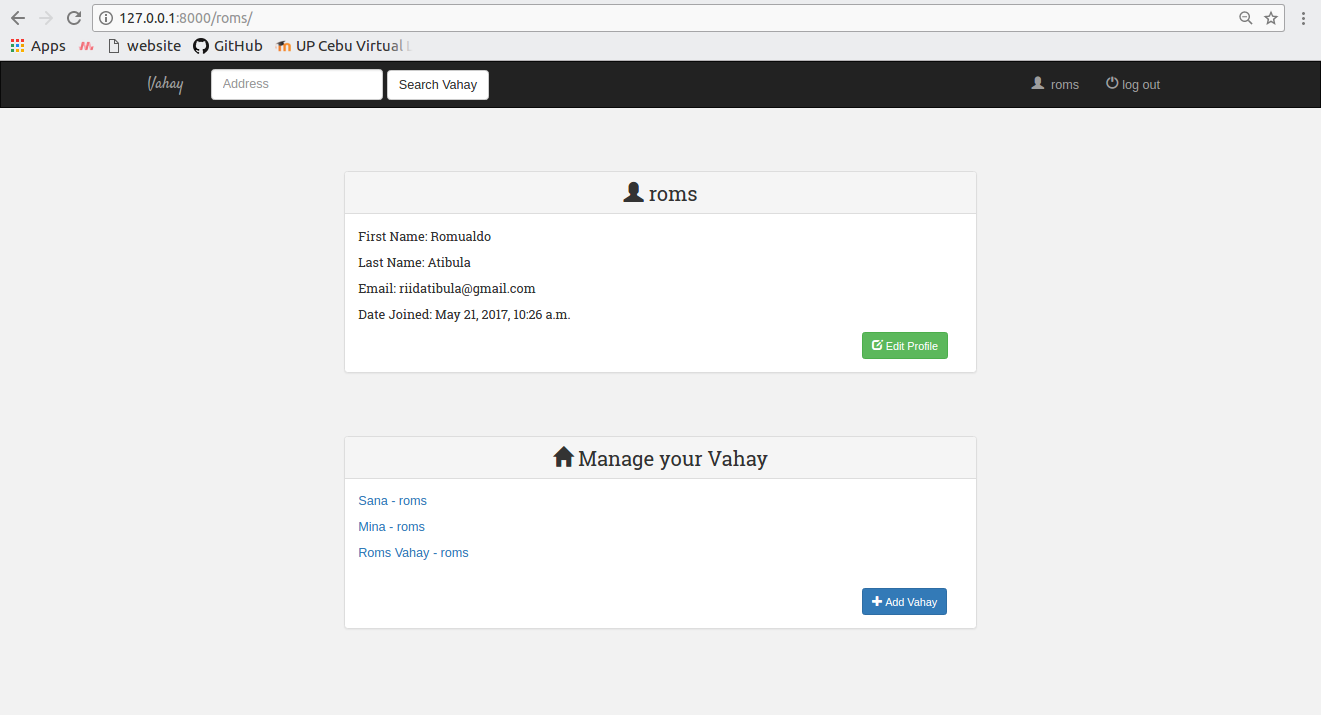 127.0.0.1:8000/roms/
Apps website GitHub UP Cebu Virtual
Vahay Address Search Vahay roms log out
roms
First Name: Romualdo
Last Name: Atibula
Email: riidatibula@gmail.com
Date Joined: May 21, 2017, 10:26 a.m.
Edit Profile
Manage your Vahay
Sana - roms
Mina - roms
Roms Vahay - roms
Add Vahay